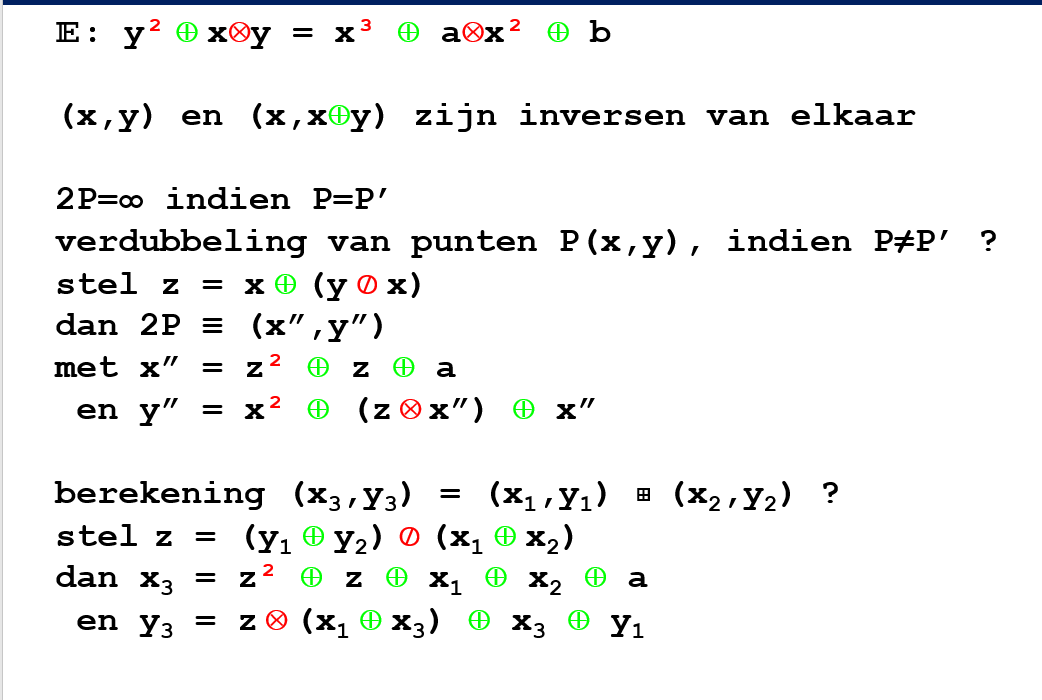 𝔼: y² ⊕ x⊗y = x³ ⊕ a⊗x² ⊕ b
(x,y) en (x,x⊕y) zijn inversen van elkaar
2P=∞ indien P=P′
verdubbeling van punten P(x,y), indien P≠P′ ?
stel z = x ⊕ (y ⊘ x)
dan 2P ≡ (x″,y″)
met x″ = z² ⊕ z ⊕ a
en y″ = x² ⊕ (z ⊗ x″) ⊕ x″
berekening (x₃,y₃) = (x₁,y₁) ⊞ (x₂,y₂) ?
stel z = (y₁ ⊕ y₂) ⊘ (x₁ ⊕ x₂)
dan x₃ = z² ⊕ z ⊕ x₁ ⊕ x₂ ⊕ a
en y₃ = z ⊗ (x₁ ⊕ x₃) ⊕ x₃ ⊕ y₁